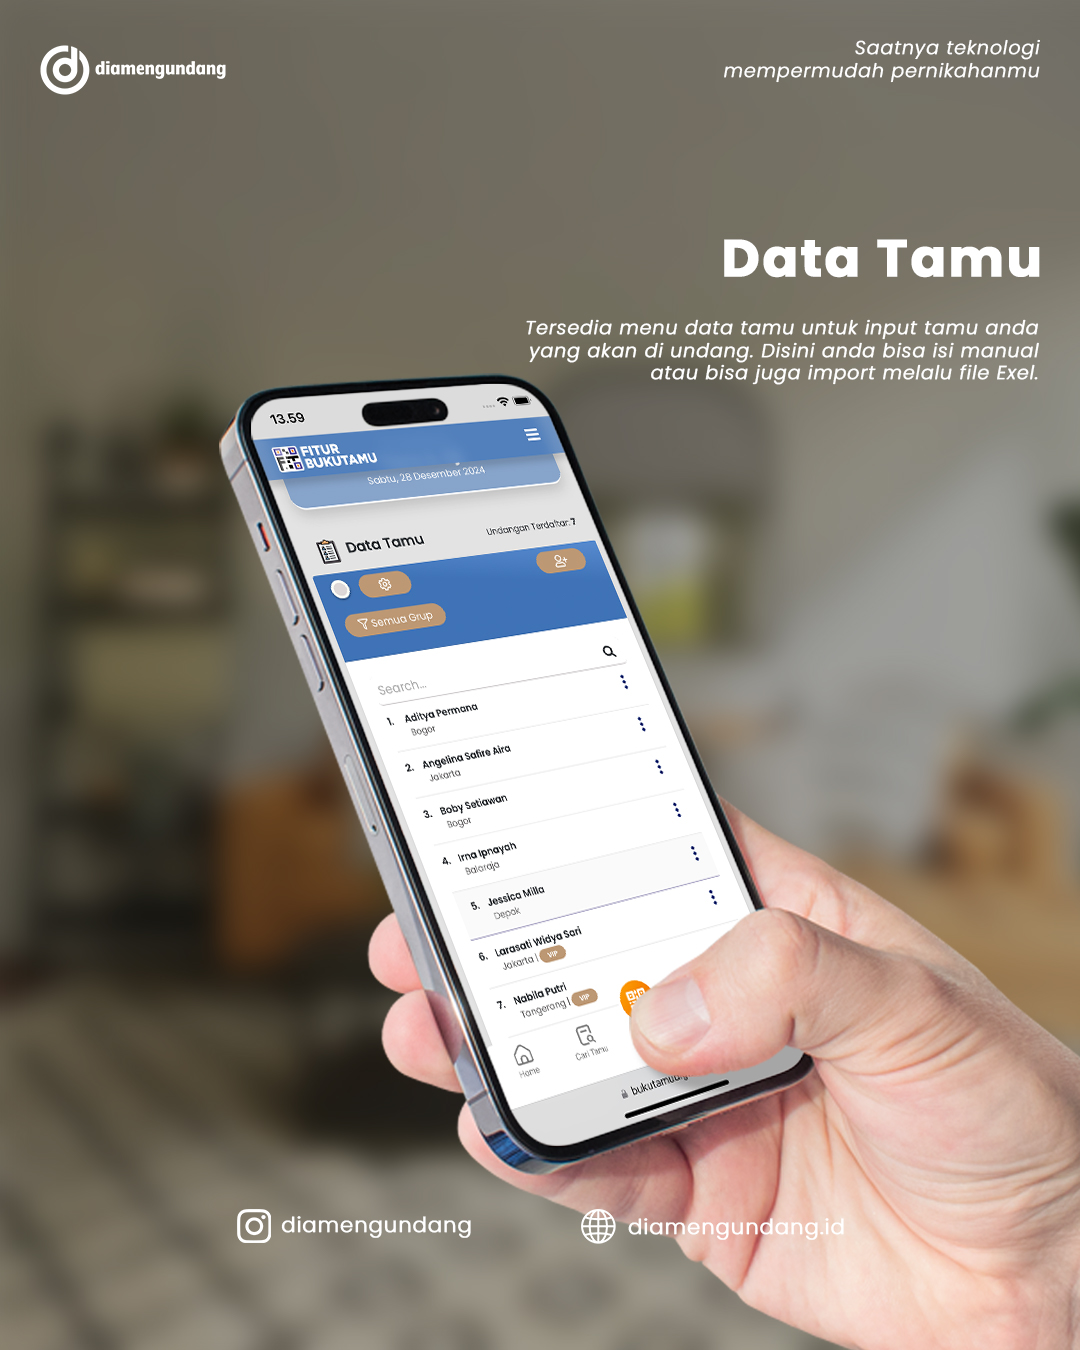 diamengundang
Saatnya teknologi
mempermudah pernikahanmu
Data Tamu
Tersedia menu data tamu untuk input tamu anda
yang akan di undang. Disini anda bisa isi manual
atau bisa juga import melalu file Exel.
13.59
FITUR
BUKUTAMU
Sabtu, 28 Desember 2024
Data Tamu
Undangan Terdaftar: 7
Semua Grup
Search...
1. Aditya Permana
Bogor
2. Angelina Safire Aira
Jakarta
3. Boby Setiawan
Bogor
4. Irna Ipnayah
Balaraja
5. Jessica Milla
Depok
6. Larasati Widya Sari
Jakarta | VIP
7. Nabila Putri
Tangerang | VIP
Home
Cari Tamu
diamengundang
diamengundang.id